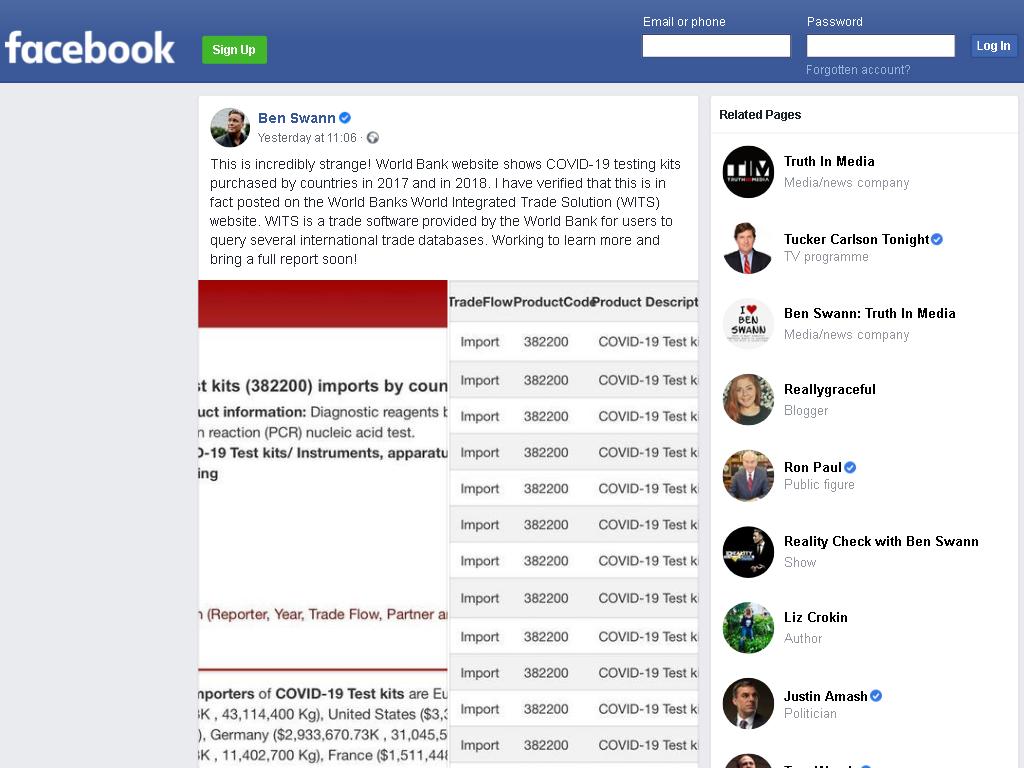 facebook
Sign Up
Email or phone
Password
Log In
Forgotten account?
Ben Swann
Yesterday at 11:06 ·
This is incredibly strange! World Bank website shows COVID-19 testing kits
purchased by countries in 2017 and in 2018. I have verified that this is in
fact posted on the World Banks World Integrated Trade Solution (WITS)
website. WITS is a trade software provided by the World Bank for users to
query several international trade databases. Working to learn more and
bring a full report soon!
st kits (382200) imports by coun
uct information: Diagnostic reagents b
n reaction (PCR) nucleic acid test.
D-19 Test kits/ Instruments, apparatu
ing
n (Reporter, Year, Trade Flow, Partner a
mporters of COVID-19 Test kits are Eu
3K , 43,114,400 Kg), United States ($3,3
), Germany ($2,933,670.73K , 31,045,5
4K , 11,402,700 Kg), France ($1,511,448
TradeFlow ProductCode Product Descript
Import 382200 COVID-19 Test ki
Import 382200 COVID-19 Test ki
Import 382200 COVID-19 Test ki
Import 382200 COVID-19 Test ki
Import 382200 COVID-19 Test ki
Import 382200 COVID-19 Test ki
Import 382200 COVID-19 Test ki
Import 382200 COVID-19 Test ki
Import 382200 COVID-19 Test ki
Import 382200 COVID-19 Test ki
Import 382200 COVID-19 Test ki
Import 382200 COVID-19 Test ki
Related Pages
TIM
TRUTH IN MEDIA
Truth In Media
Media/news company
Tucker Carlson Tonight
TV programme
I ♥
BEN
SWANN
Ben Swann: Truth In Media
Media/news company
Reallygraceful
Blogger
Ron Paul
Public figure
Reality Check with Ben Swann
Show
Liz Crokin
Author
Justin Amash
Politician